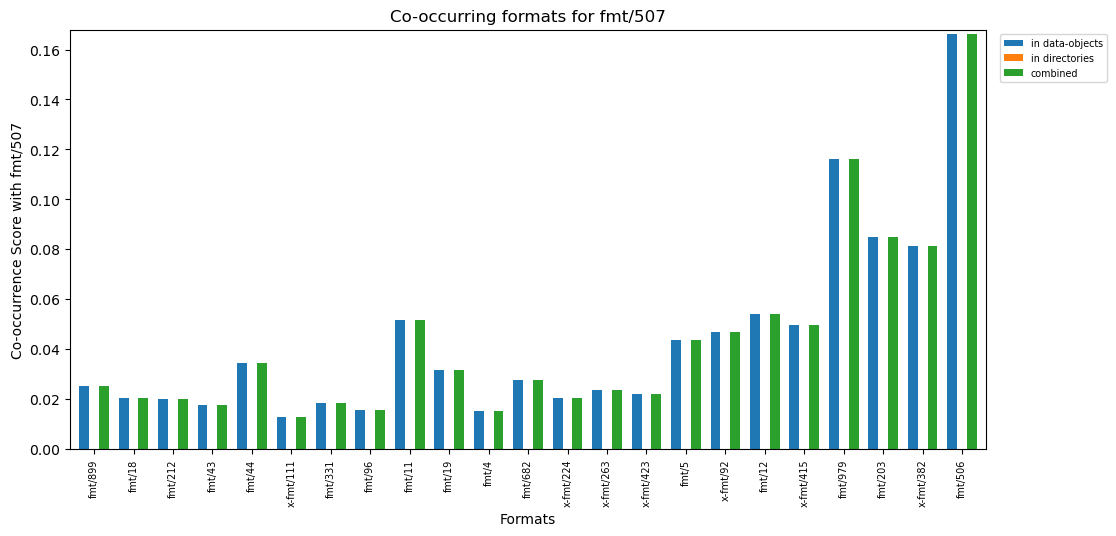 Co-occurring formats for fmt/507
in data-objects
in directories
combined
Co-occurrence Score with fmt/507
0.16
0.14
0.12
0.10
0.08
0.06
0.04
0.02
0.00
fmt/899
fmt/18
fmt/212
fmt/43
fmt/44
x-fmt/111
fmt/331
fmt/96
fmt/11
fmt/19
fmt/4
fmt/682
x-fmt/224
x-fmt/263
x-fmt/423
fmt/5
x-fmt/92
fmt/12
x-fmt/415
fmt/979
fmt/203
x-fmt/382
fmt/506
Formats